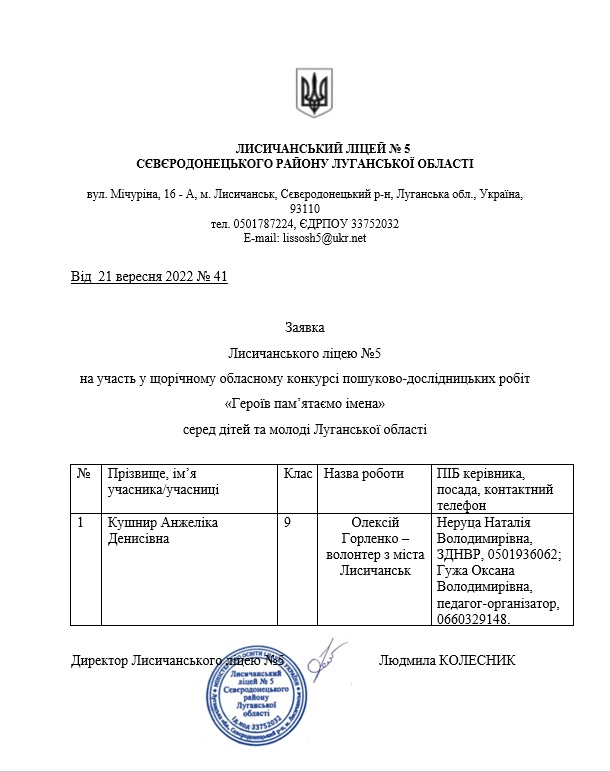 ЛИСИЧАНСЬКИЙ ЛІЦЕЙ № 5
СЄВЄРОДОНЕЦЬКОГО РАЙОНУ ЛУГАНСЬКОЇ ОБЛАСТІ
вул. Мічуріна, 16 - А, м. Лисичанськ, Сєвєродонецький р-н, Луганська обл., Україна,
93110
тел. 0501787224, ЄДРПОУ 33752032
E-mail: lissosh5@ukr.net
Від 21 вересня 2022 № 41
Заявка
Лисичанського ліцею №5
на участь у щорічному обласному конкурсі пошуково-дослідницьких робіт
«Героїв пам’ятаємо імена»
серед дітей та молоді Луганської області
№ Прізвище, ім’я учасника/учасниці Клас Назва роботи ПІБ керівника, посада, контактний телефон
1 Кушнир Анжеліка Денисівна 9 Олексій Горленко – волонтер з міста Лисичанськ Неруца Наталія Володимирівна, ЗДНВР, 0501936062; Гужа Оксана Володимирівна, педагог-організатор, 0660329148.
Директор Лисичанського ліцею №5 Людмила КОЛЕСНИК
Лисичанський
ліцей № 5
Сєвєродонецького
району
Луганської
області
Ід.код 33752032